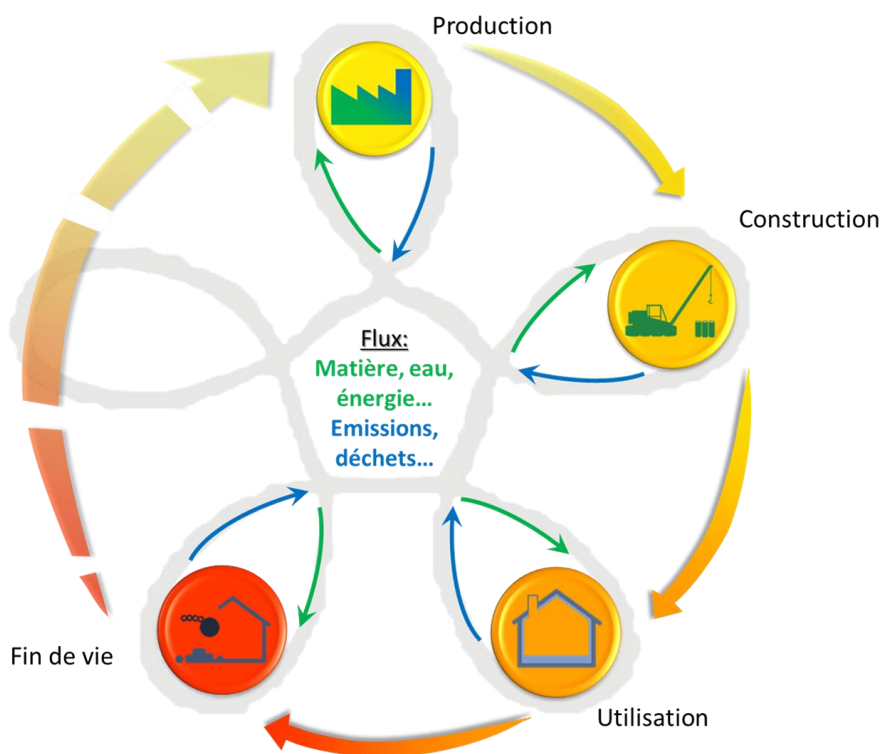 Production
Construction
Flux:
Matière, eau,
énergie...
Emissions,
déchets...
Fin de vie
Utilisation